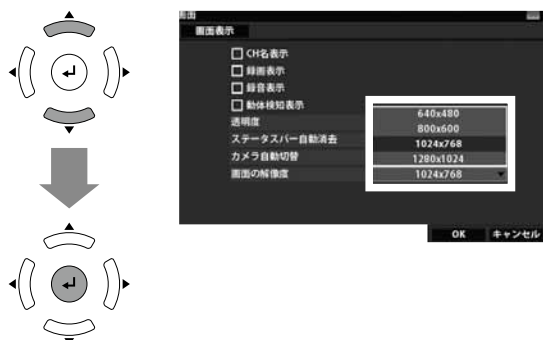 画面
画面表示
CH名表示
録画表示
録音表示
動体検知表示
透明度
ステータスバー自動消去
カメラ自動切替
画面の解像度
640x480
800x600
1024x768
1280x1024
1024x768
OK キャンセル